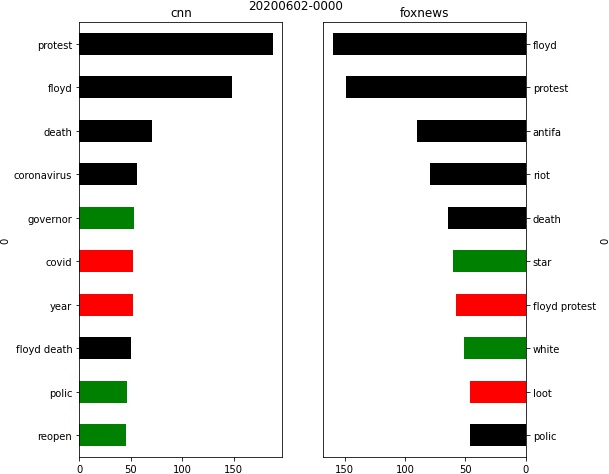 20200602-0000
cnn
foxnews
protest
floyd
death
coronavirus
governor
covid
year
floyd death
polic
reopen
0
0 50 100 150
floyd
protest
antifa
riot
death
star
floyd protest
white
loot
polic
0
150 100 50 0